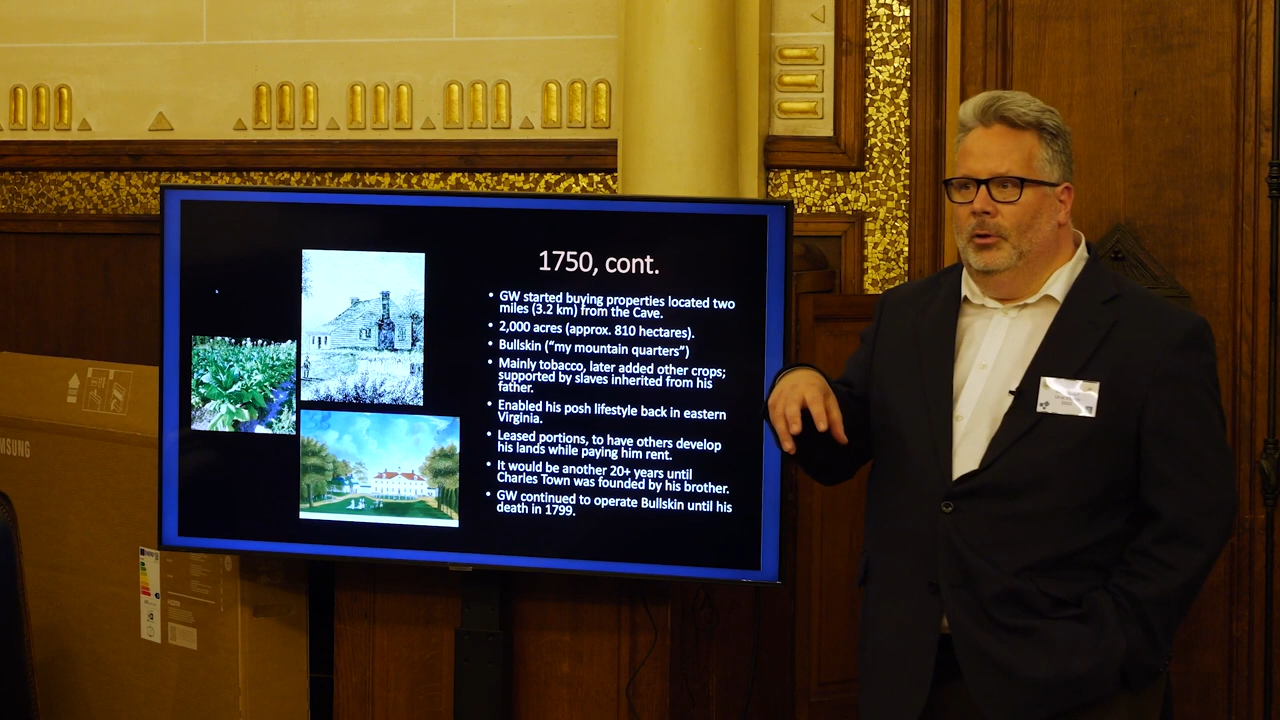 1750, cont.
• GW started buying properties located two
miles (3.2 km) from the Cave.
• 2,000 acres (approx. 810 hectares).
• Bullskin (“my mountain quarters”)
• Mainly tobacco, later added other crops;
supported by slaves inherited from his
father.
• Enabled his posh lifestyle back in eastern
Virginia.
• Leased portions, to have others develop
his lands while paying him rent.
• It would be another 20+ years until
Charles Town was founded by his brother.
• GW continued to operate Bullskin until his
death in 1799.
MSUNG